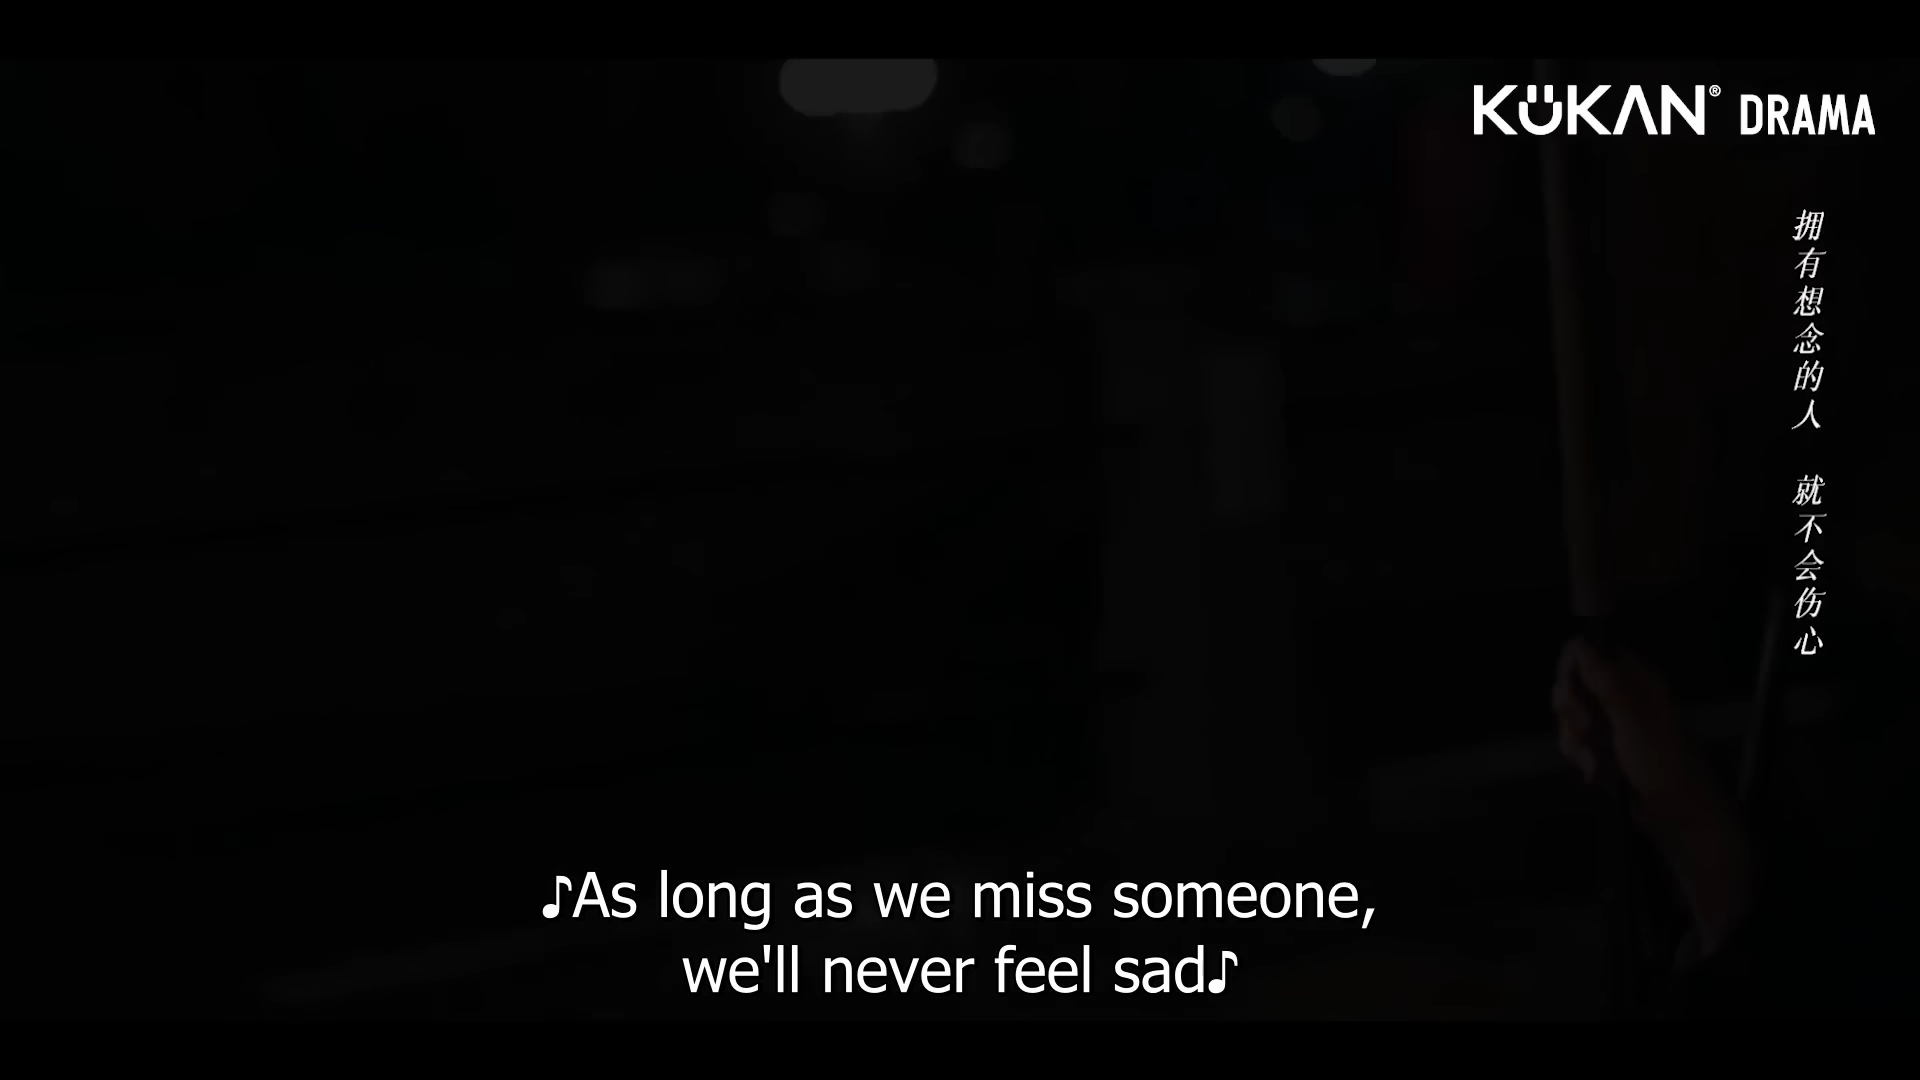 KÜKAN® DRAMA
拥有想念的人 就不会伤心
♪As long as we miss someone,
we'll never feel sad♪